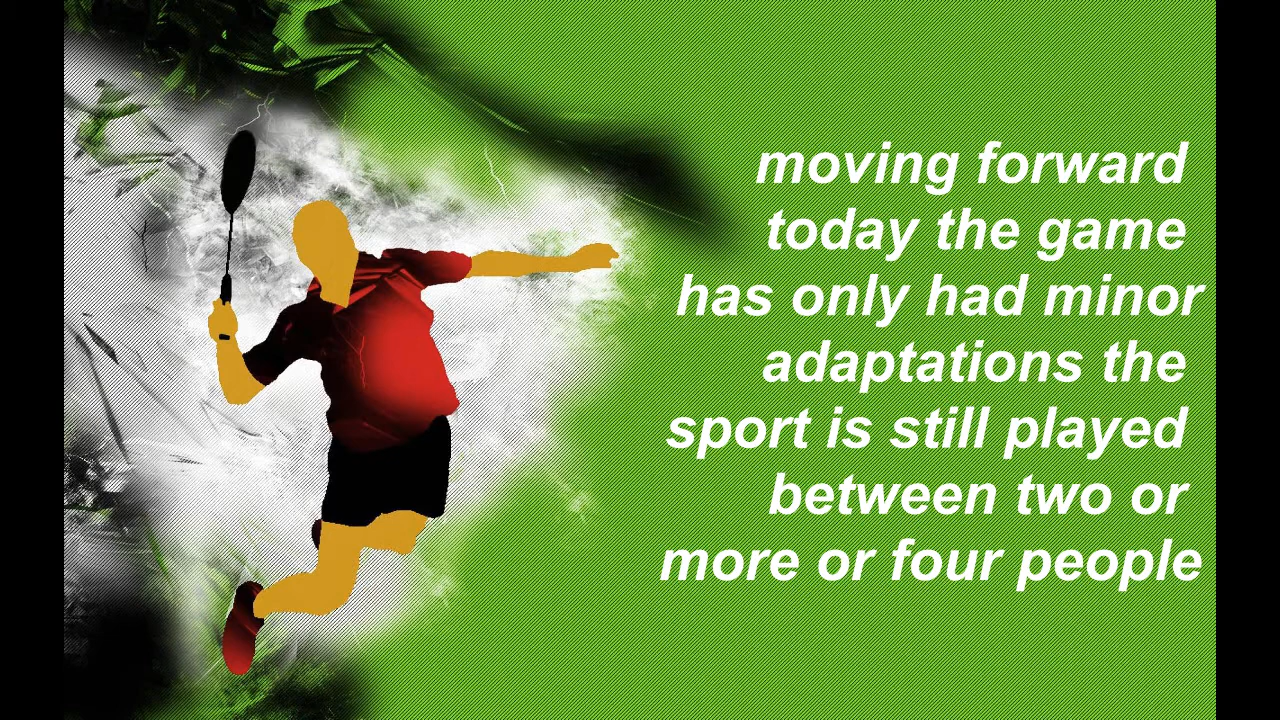 moving forward
today the game
has only had minor
adaptations the
sport is still played
between two or
more or four people